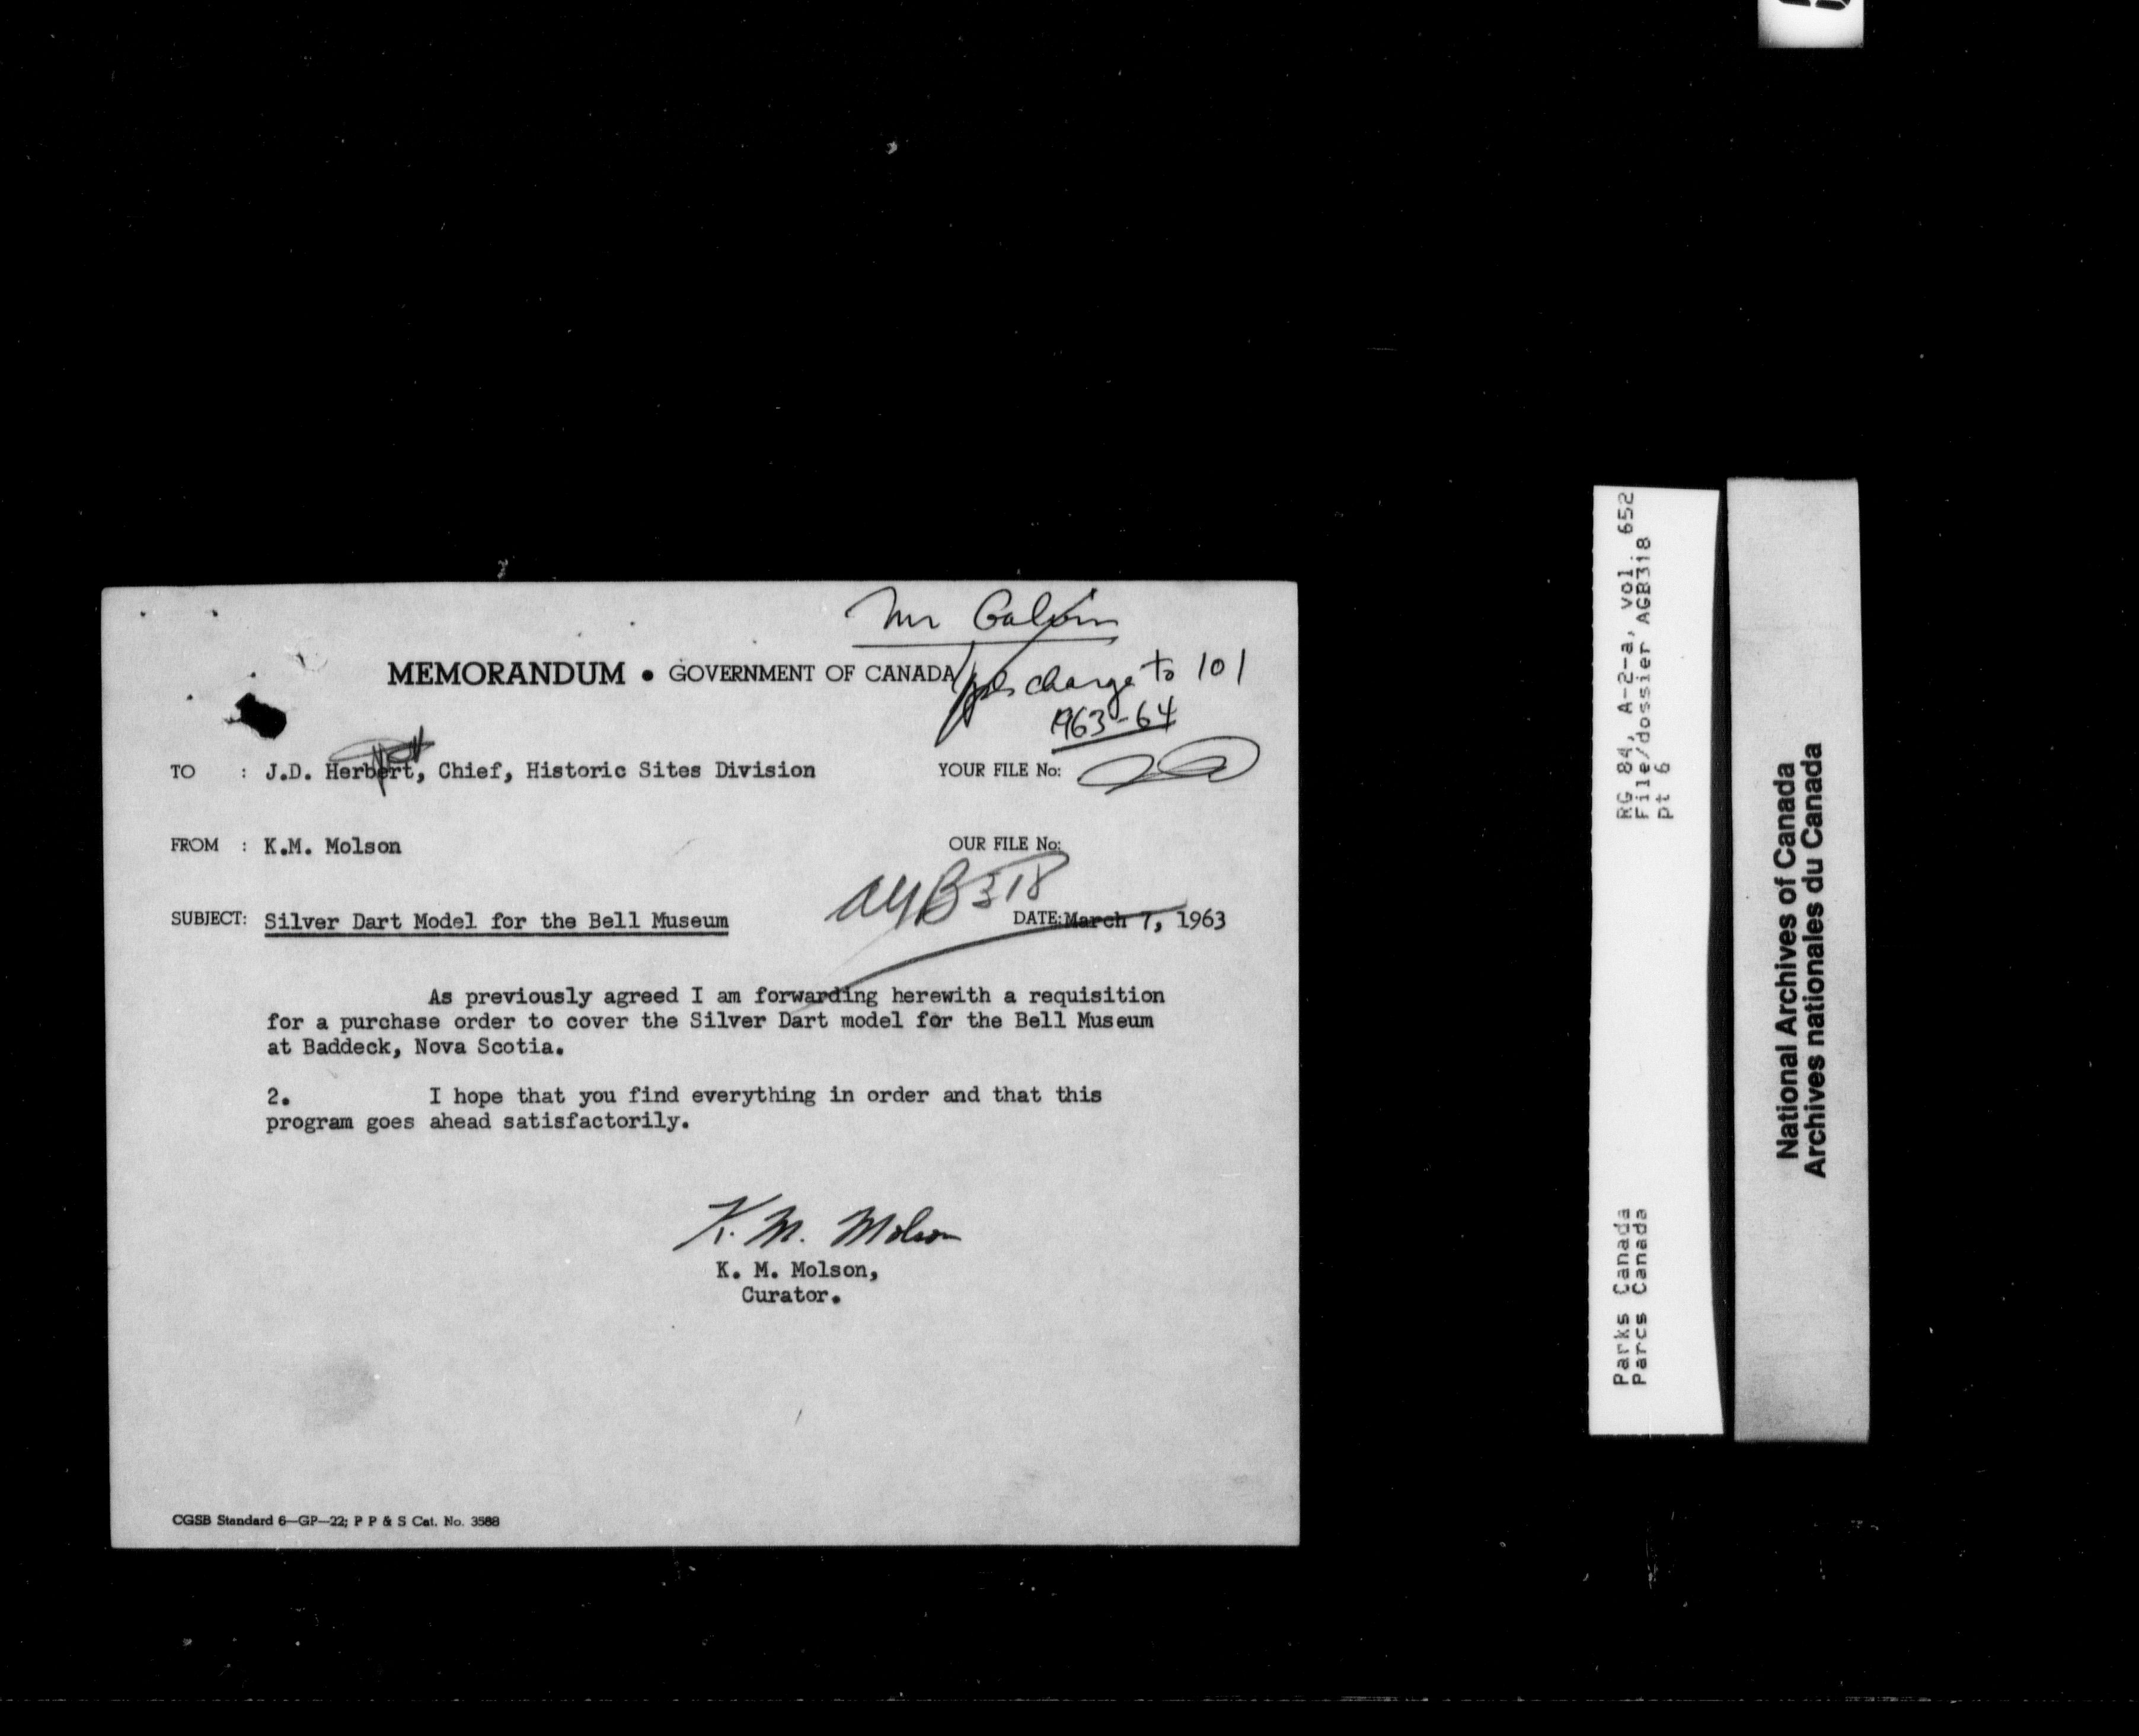 Mr Galvin
MEMORANDUM • GOVERNMENT OF CANADA
pls charge to 101
1963-64
TO : J.D. Herbert, Chief, Historic Sites Division
YOUR FILE No:
FROM : K.M. Molson
OUR FILE No:
AGB318
SUBJECT: Silver Dart Model for the Bell Museum
DATE: March 7, 1963
As previously agreed I am forwarding herewith a requisition
for a purchase order to cover the Silver Dart model for the Bell Museum
at Baddeck, Nova Scotia.
2. I hope that you find everything in order and that this
program goes ahead satisfactorily.
K. M. Molson
K. M. Molson,
Curator.
CGSB Standard 6—GP—22; P P & S Cat. No. 3588
RG 84, A-2-a, vol. 652
File/dossier AGB318
pt 6
Parks Canada
Parcs Canada
National Archives of Canada
Archives nationales du Canada